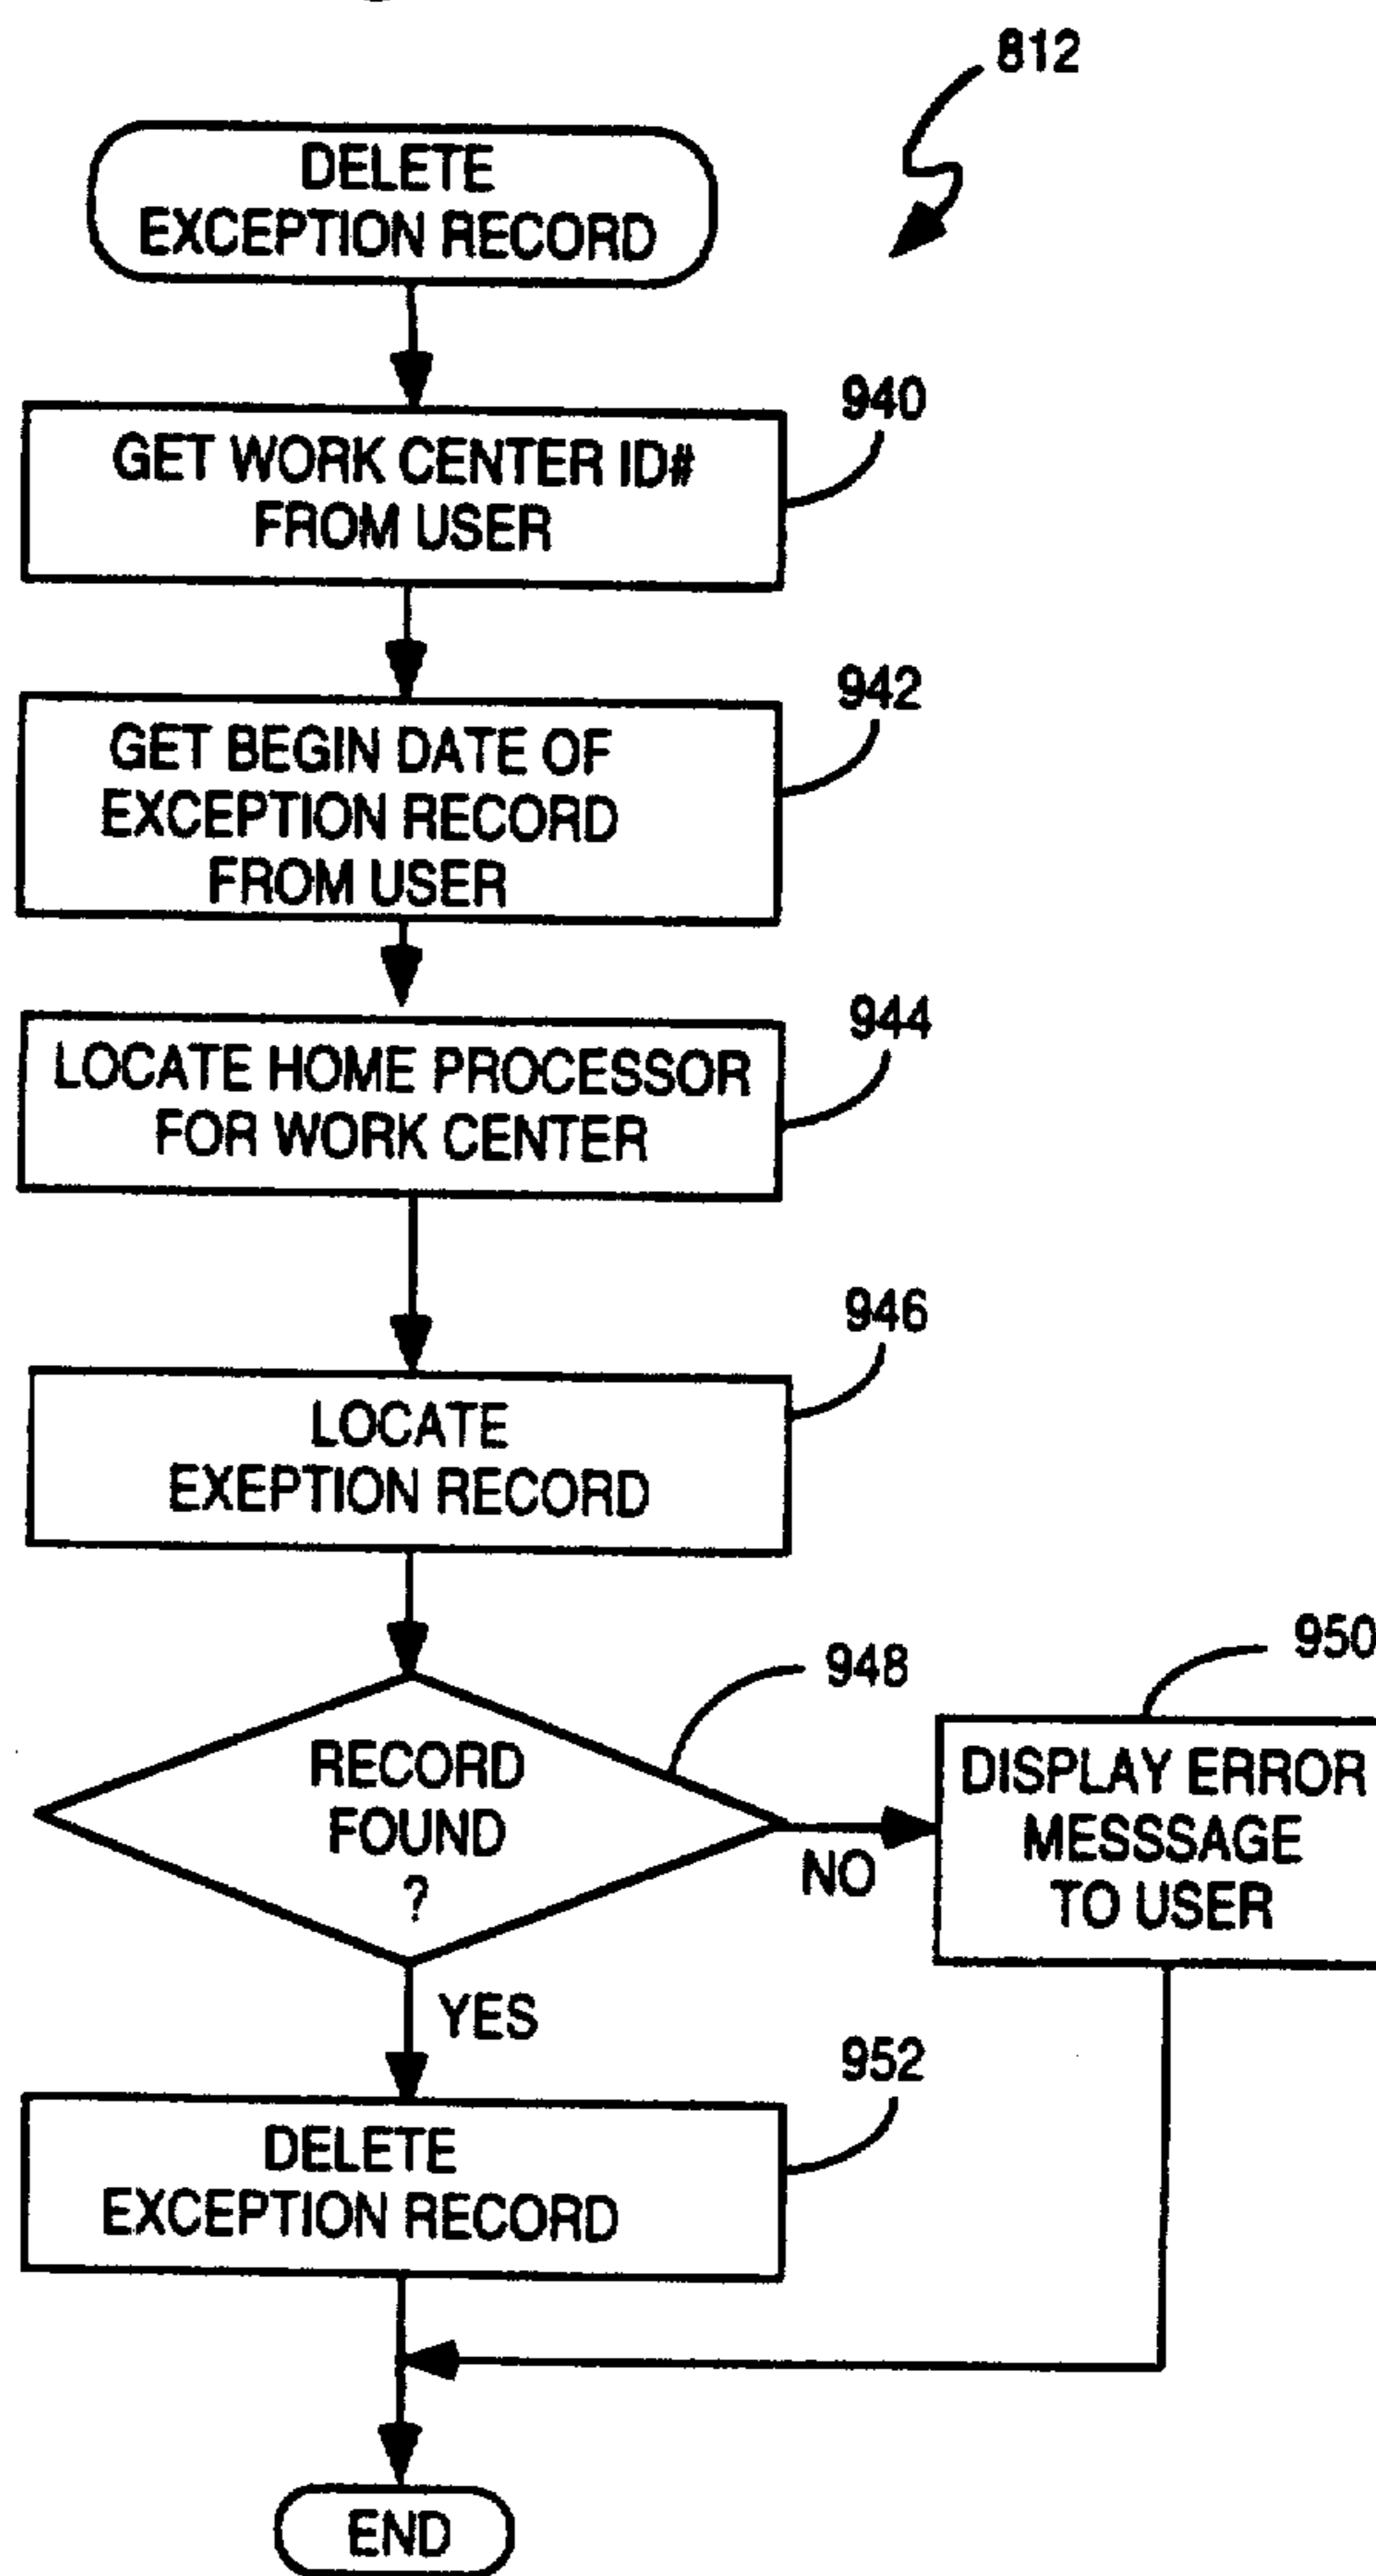 812
DELETE
EXCEPTION RECORD
940
GET WORK CENTER ID#
FROM USER
942
GET BEGIN DATE OF
EXCEPTION RECORD
FROM USER
944
LOCATE HOME PROCESSOR
FOR WORK CENTER
946
LOCATE
EXEPTION RECORD
948
RECORD
FOUND
?
NO
950
DISPLAY ERROR
MESSSAGE
TO USER
YES
952
DELETE
EXCEPTION RECORD
END